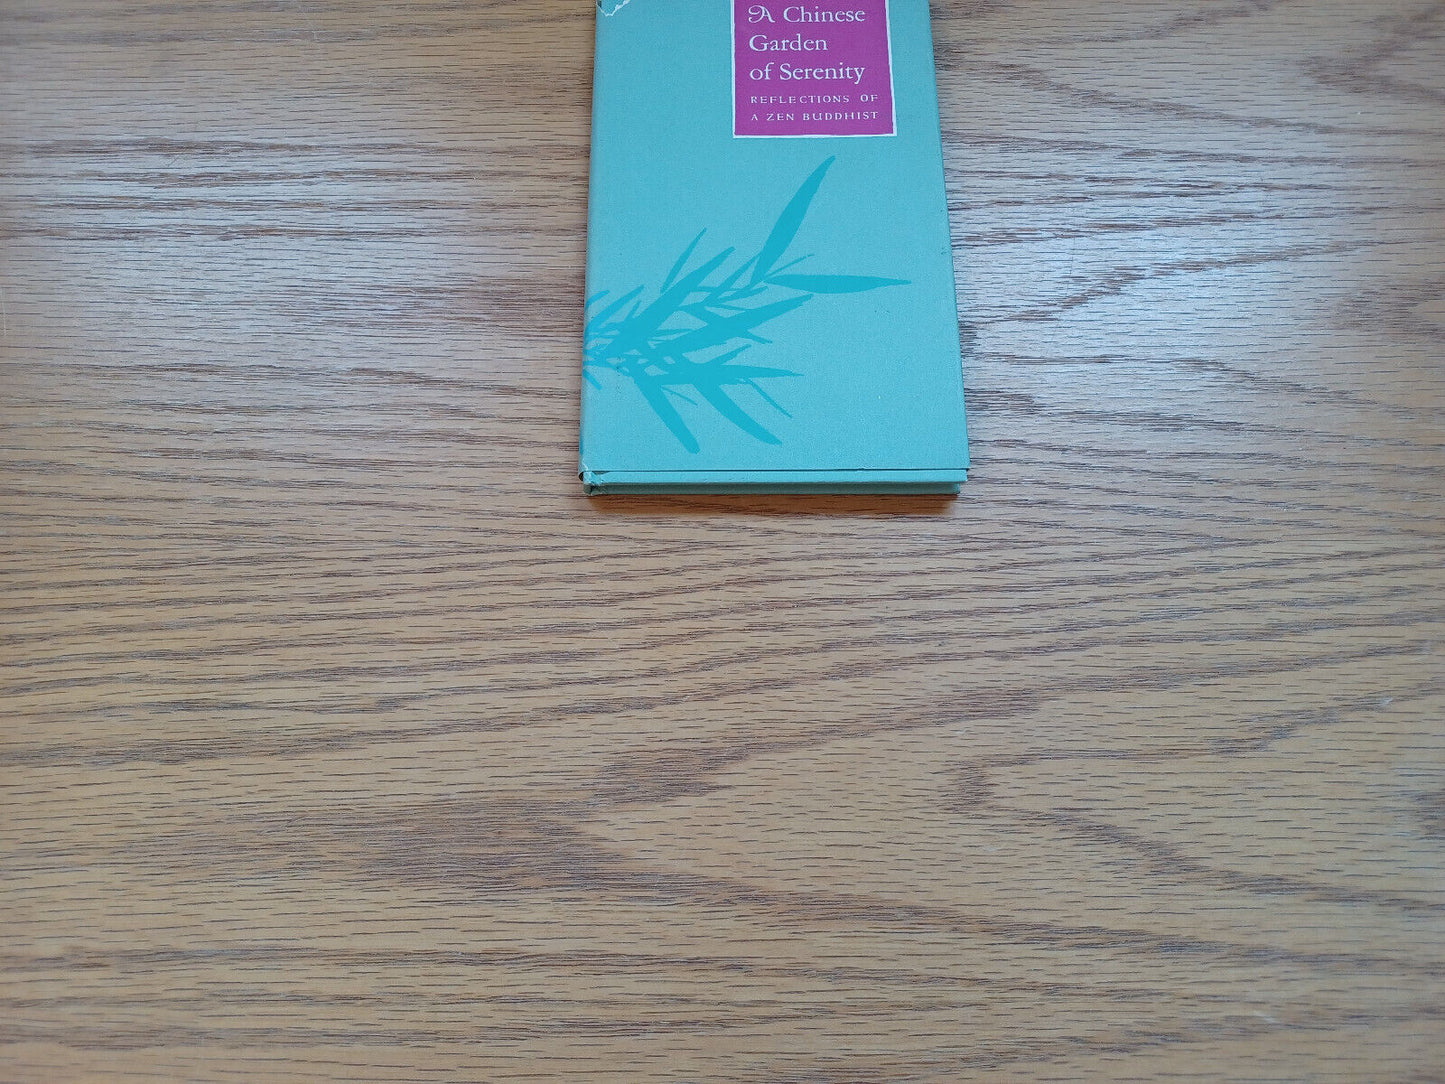 A Chinese
Garden
of Serenity
REFLECTIONS OF
A ZEN BUDDHIST